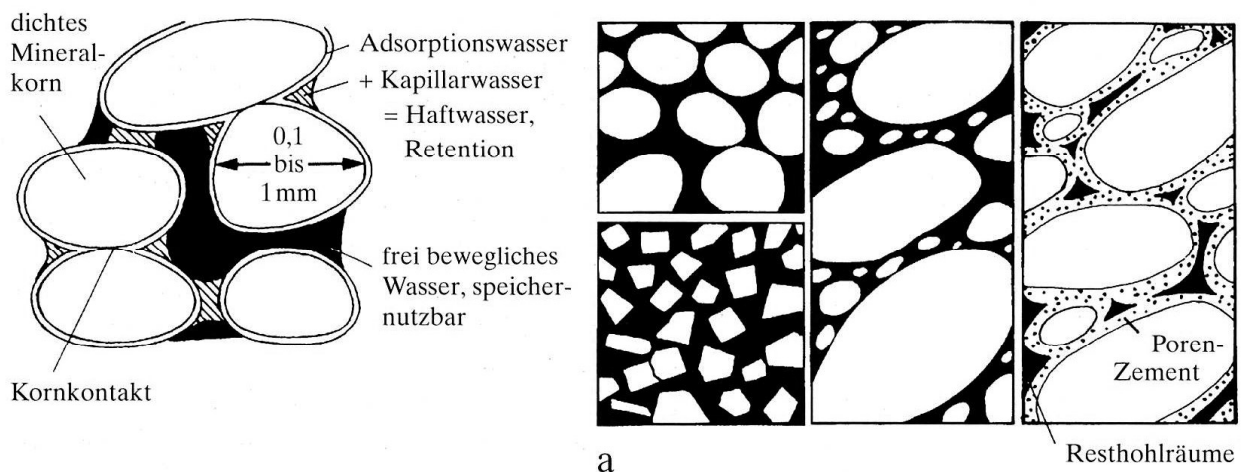 dichtes
Mineral-
korn
Adsorptionswasser
+ Kapillarwasser
= Haftwasser,
Retention
0,1
bis
1 mm
frei bewegliches
Wasser, speicher-
nutzbar
Kornkontakt
Poren-
Zement
Resthohlräume
a